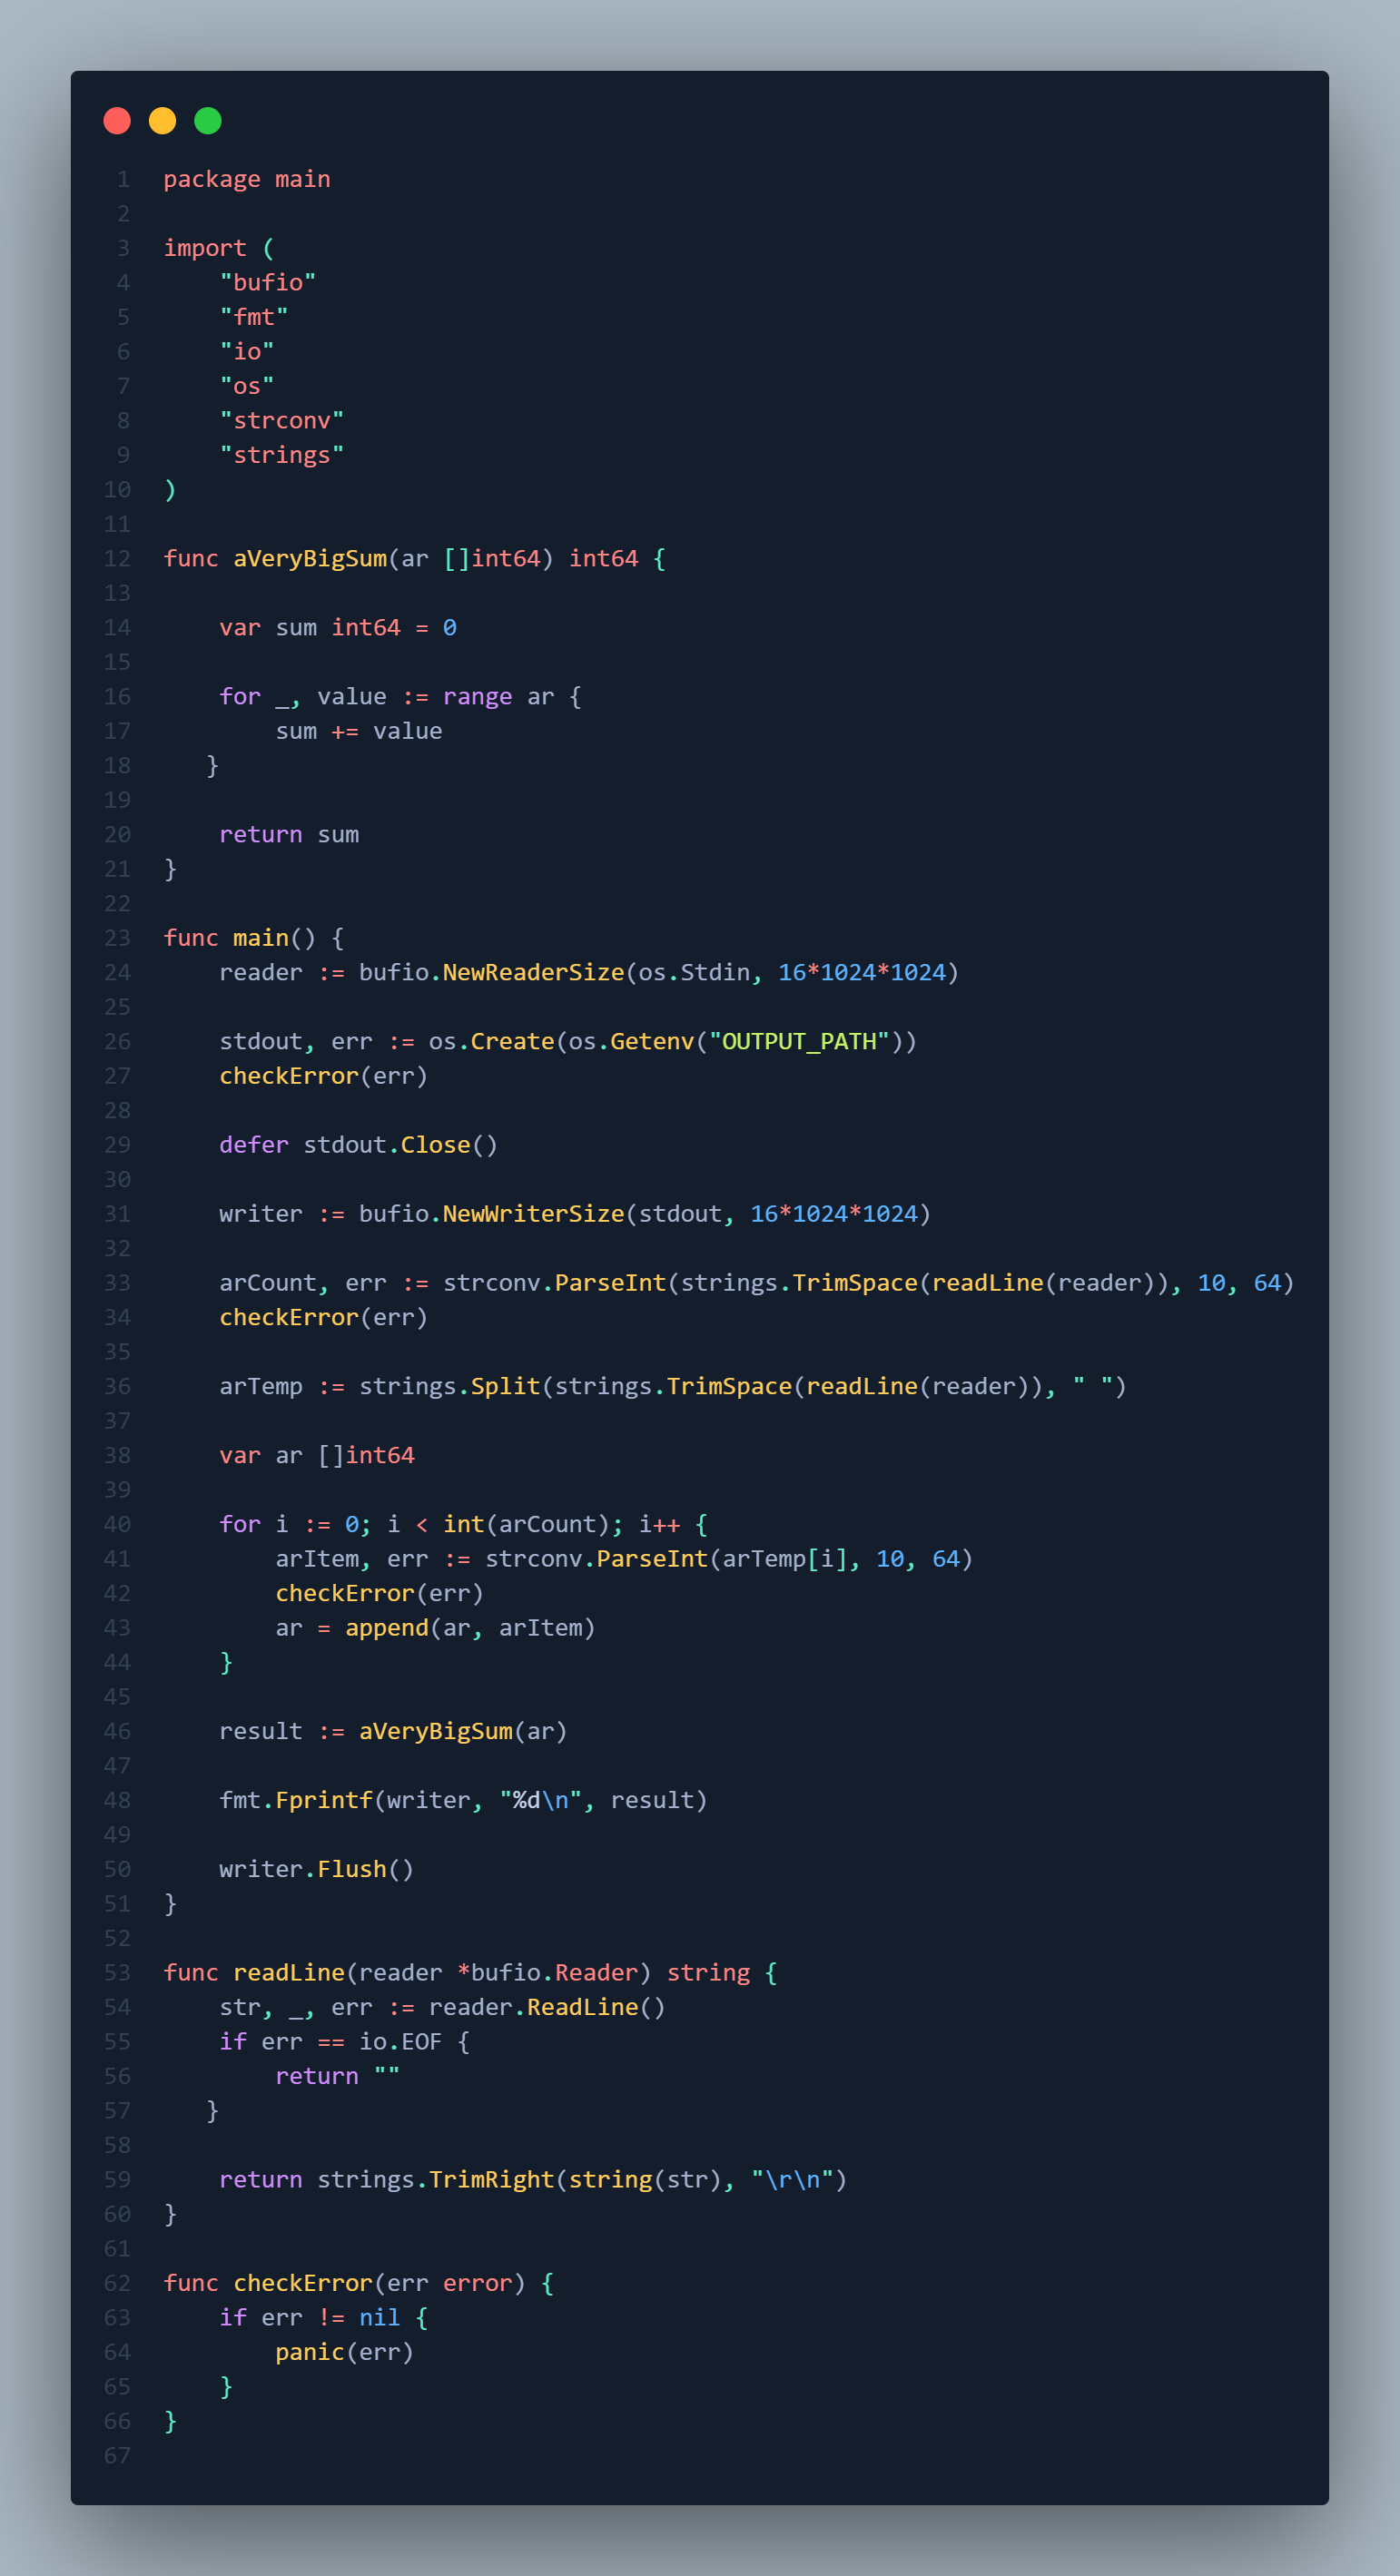 1 package main
2
3 import (
4     "bufio"
5     "fmt"
6     "io"
7     "os"
8     "strconv"
9     "strings"
10 )
11
12 func aVeryBigSum(ar []int64) int64 {
13
14     var sum int64 = 0
15
16     for _, value := range ar {
17         sum += value
18    }
19
20     return sum
21 }
22
23 func main() {
24     reader := bufio.NewReaderSize(os.Stdin, 16*1024*1024)
25
26     stdout, err := os.Create(os.Getenv("OUTPUT_PATH"))
27     checkError(err)
28
29     defer stdout.Close()
30
31     writer := bufio.NewWriterSize(stdout, 16*1024*1024)
32
33     arCount, err := strconv.ParseInt(strings.TrimSpace(readLine(reader)), 10, 64)
34     checkError(err)
35
36     arTemp := strings.Split(strings.TrimSpace(readLine(reader)), " ")
37
38     var ar []int64
39
40     for i := 0; i < int(arCount); i++ {
41         arItem, err := strconv.ParseInt(arTemp[i], 10, 64)
42         checkError(err)
43         ar = append(ar, arItem)
44     }
45
46     result := aVeryBigSum(ar)
47
48     fmt.Fprintf(writer, "%d\n", result)
49
50     writer.Flush()
51 }
52
53 func readLine(reader *bufio.Reader) string {
54     str, _, err := reader.ReadLine()
55     if err == io.EOF {
56         return ""
57    }
58
59     return strings.TrimRight(string(str), "\r\n")
60 }
61
62 func checkError(err error) {
63     if err != nil {
64         panic(err)
65     }
66 }
67